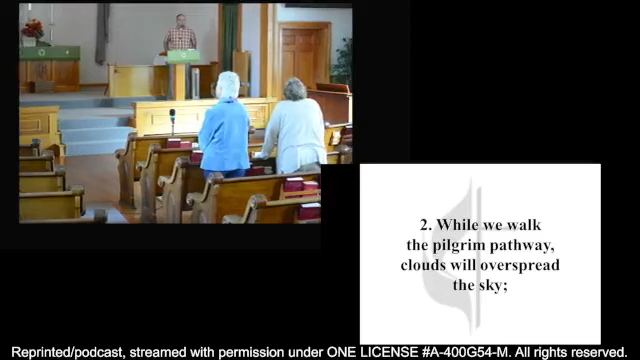 2. While we walk
the pilgrim pathway,
clouds will overspread
the sky;
Reprinted/podcast, streamed with permission under ONE LICENSE #A-400G54-M. All rights reserved.